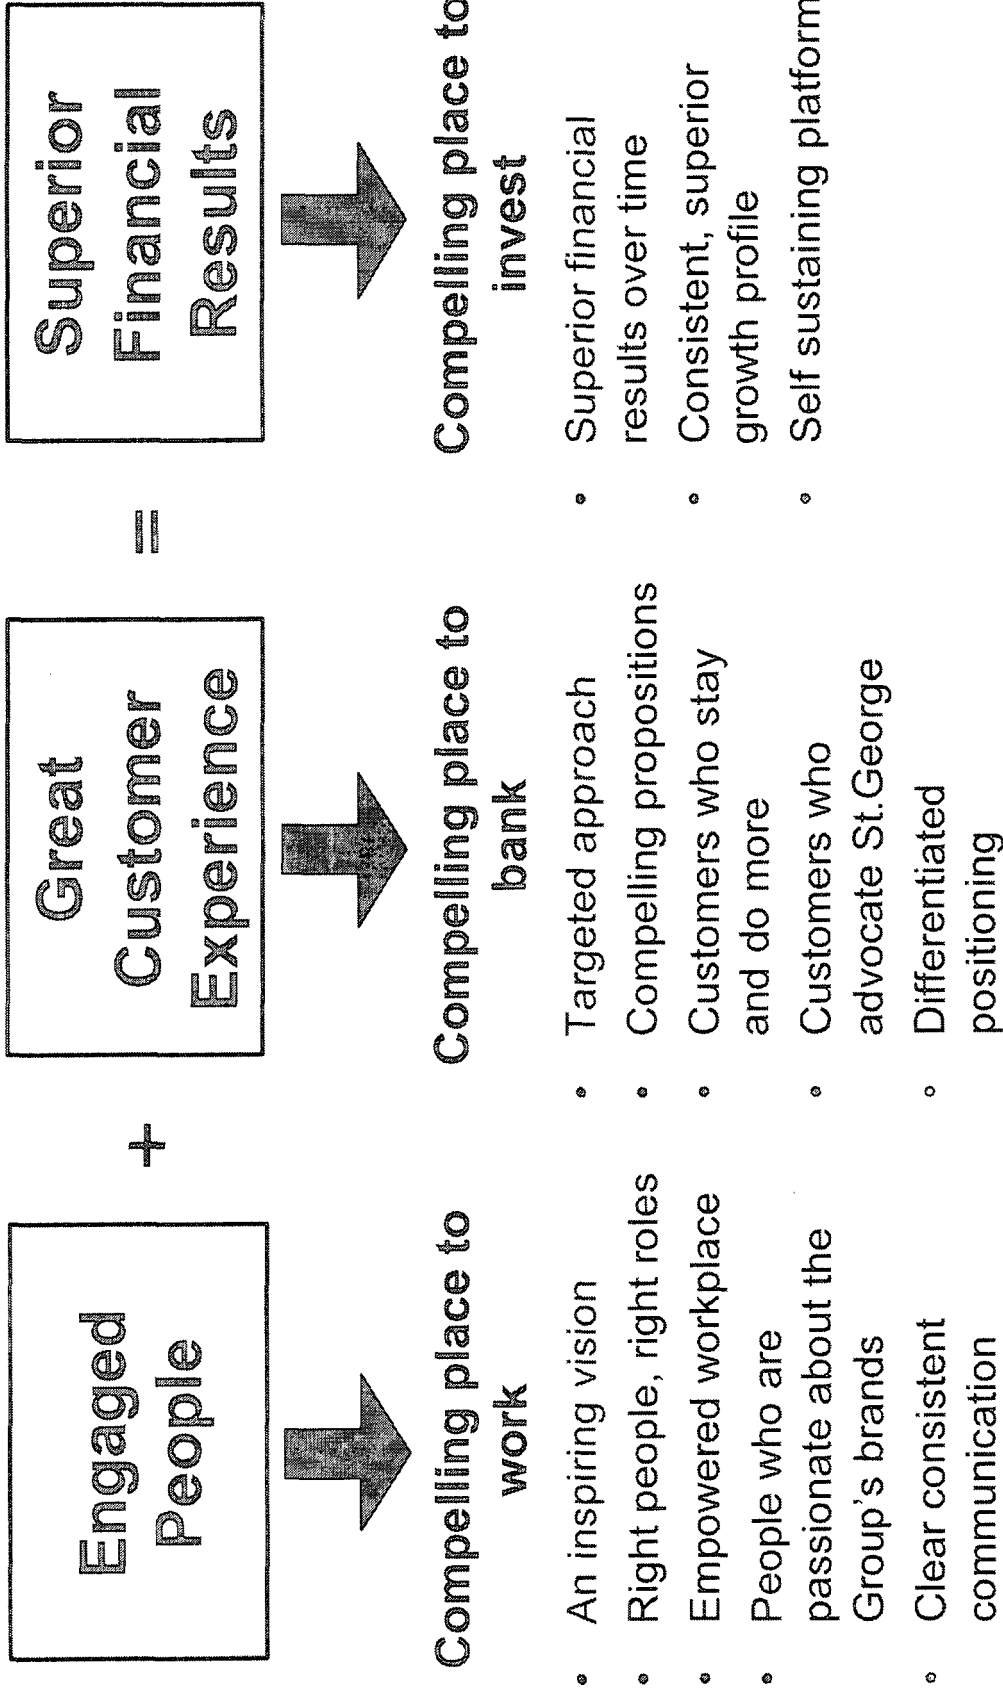 Engaged
People
+
Great
Customer
Experience
=
Superior
Financial
Results
Compelling place to
work
• An inspiring vision
• Right people, right roles
• Empowered workplace
• People who are
passionate about the
Group's brands
• Clear consistent
communication
Compelling place to
bank
• Targeted approach
• Compelling propositions
• Customers who stay
and do more
• Customers who
advocate St.George
• Differentiated
positioning
Compelling place to
invest
• Superior financial
results over time
• Consistent, superior
growth profile
• Self sustaining platform